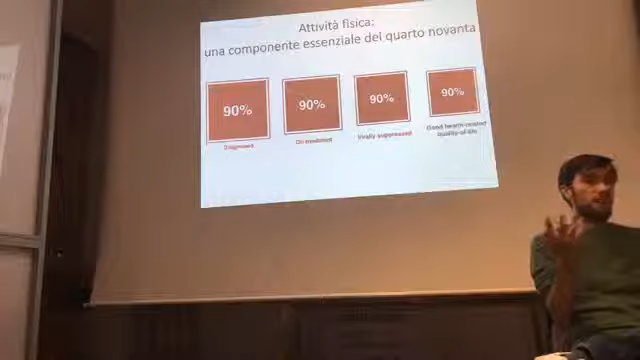 Attività fisica:
una componente essenziale del quarto novanta
90%
90%
90%
90%
Diagnosed
On treatment
Virally suppressed
Good health-related
quality-of-life